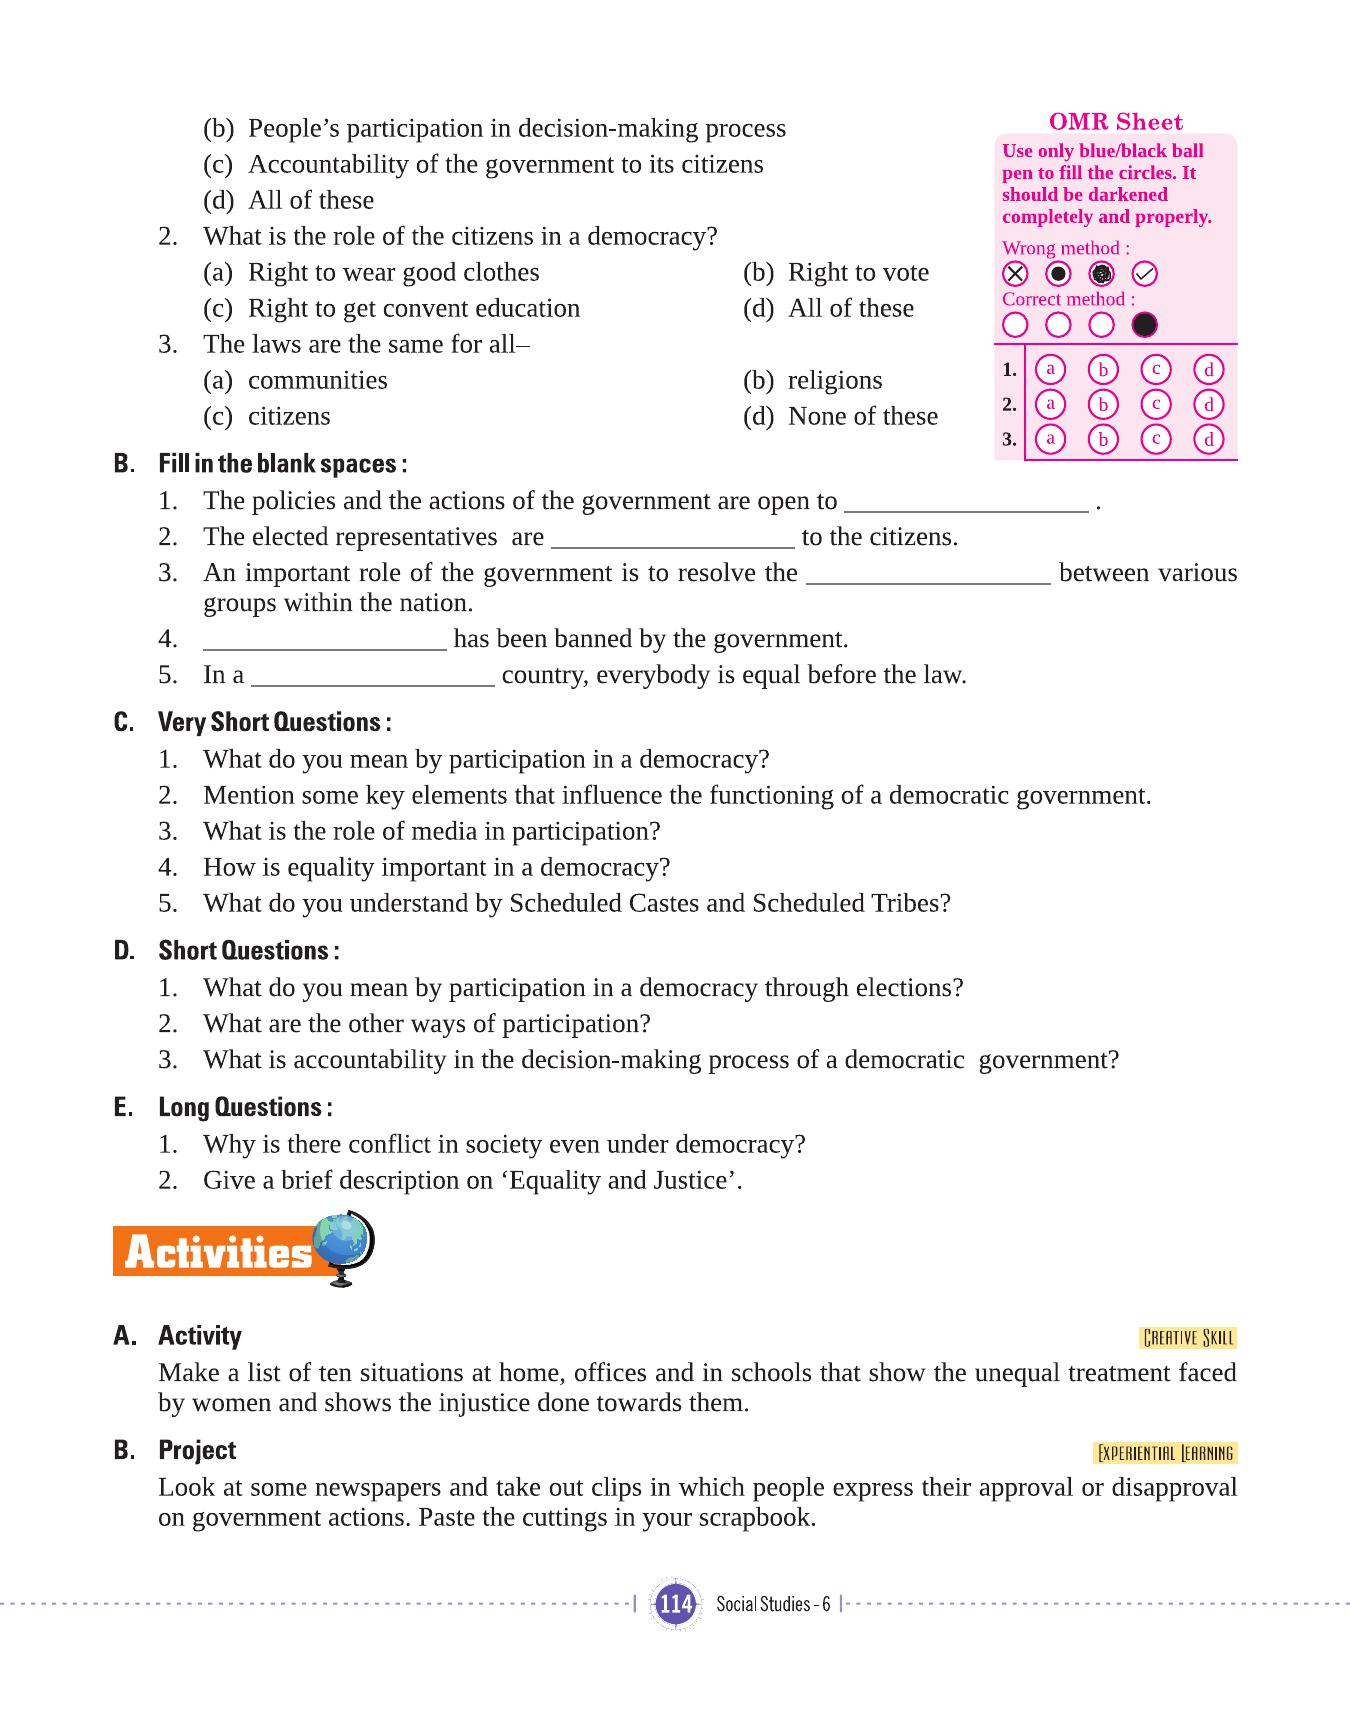 (b) People’s participation in decision-making process
(c) Accountability of the government to its citizens
(d) All of these
2. What is the role of the citizens in a democracy?
(a) Right to wear good clothes (b) Right to vote
(c) Right to get convent education (d) All of these
3. The laws are the same for all–
(a) communities (b) religions
(c) citizens (d) None of these
OMR Sheet
Use only blue/black ball
pen to fill the circles. It
should be darkened
completely and properly.
Wrong method :
Correct method :
1. a b c d
2. a b c d
3. a b c d
B. Fill in the blank spaces :
1. The policies and the actions of the government are open to __________________ .
2. The elected representatives are __________________ to the citizens.
3. An important role of the government is to resolve the __________________ between various
groups within the nation.
4. __________________ has been banned by the government.
5. In a __________________ country, everybody is equal before the law.
C. Very Short Questions :
1. What do you mean by participation in a democracy?
2. Mention some key elements that influence the functioning of a democratic government.
3. What is the role of media in participation?
4. How is equality important in a democracy?
5. What do you understand by Scheduled Castes and Scheduled Tribes?
D. Short Questions :
1. What do you mean by participation in a democracy through elections?
2. What are the other ways of participation?
3. What is accountability in the decision-making process of a democratic government?
E. Long Questions :
1. Why is there conflict in society even under democracy?
2. Give a brief description on ‘Equality and Justice’.
Activities
A. Activity CREATIVE SKILL
Make a list of ten situations at home, offices and in schools that show the unequal treatment faced
by women and shows the injustice done towards them.
B. Project EXPERIENTIAL LEARNING
Look at some newspapers and take out clips in which people express their approval or disapproval
on government actions. Paste the cuttings in your scrapbook.
114 Social Studies - 6